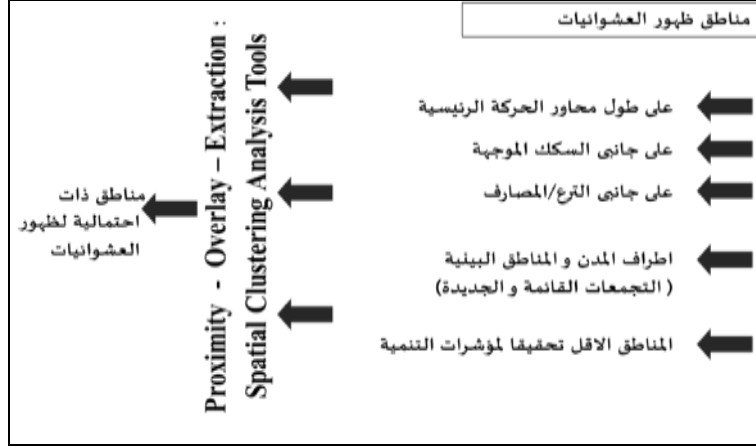 مناطق ظهور العشوائيات
على طول محاور الحركة الرئيسية
على جانبى السكك الموجهة
على جانبى الترع/المصارف
اطراف المدن و المناطق البينية
( التجمعات القائمة و الجديدة)
المناطق الاقل تحقيقا لمؤشرات التنمية
Proximity - Overlay – Extraction :
Spatial Clustering Analysis Tools
مناطق ذات
احتمالية لظهور
العشوائيات